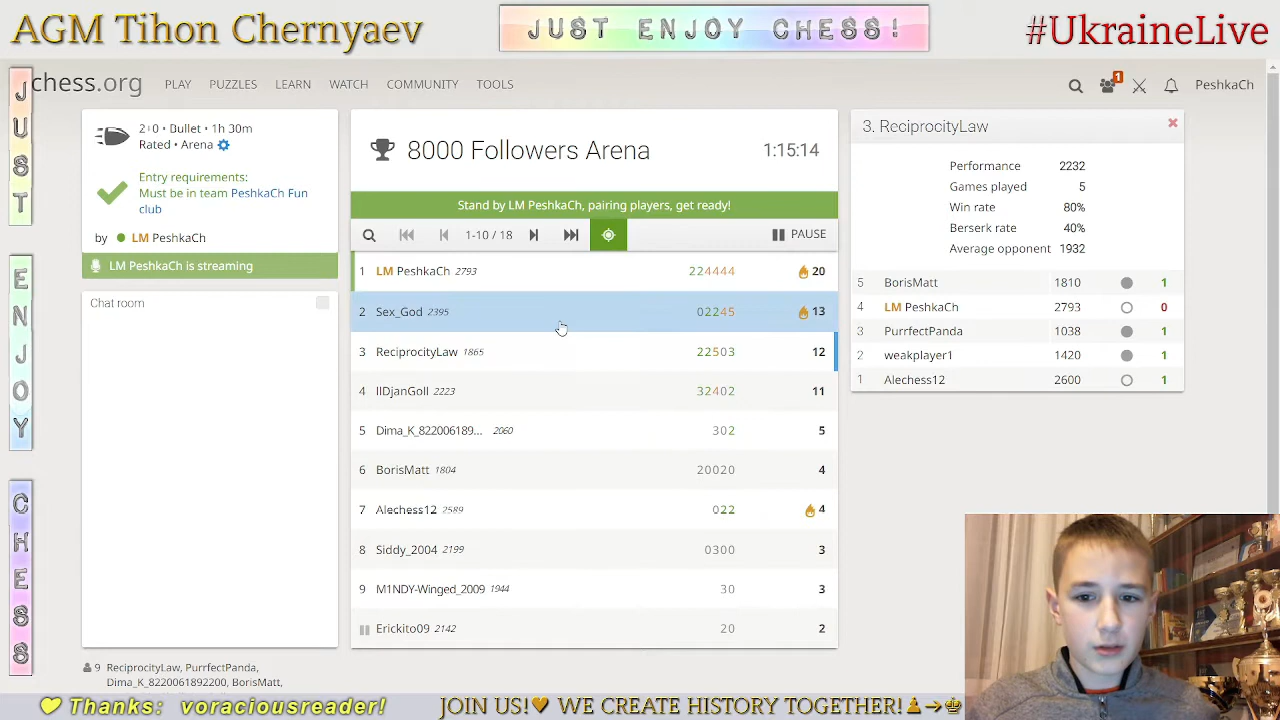 AGM Tihon Chernyaev
JUST ENJOY CHESS!
#UkraineLive
JUST
ENJOY
CHESS
chess.org
PLAY PUZZLES LEARN WATCH COMMUNITY TOOLS
1
PeshkaCh
2+0 • Bullet • 1h 30m
Rated • Arena
Entry requirements:
Must be in team PeshkaCh Fun
club
by LM PeshkaCh
LM PeshkaCh is streaming
Chat room
9 ReciprocityLaw, PurrfectPanda,
Dima_K_8220061892200, BorisMatt,
8000 Followers Arena 1:15:14
Stand by LM PeshkaCh, pairing players, get ready!
1-10 / 18 PAUSE
1 LM PeshkaCh 2793 224444 20
2 Sex_God 2395 02245 13
3 ReciprocityLaw 1865 22503 12
4 IlDjanGoll 2223 32402 11
5 Dima_K_822006189... 2060 302 5
6 BorisMatt 1804 20020 4
7 Alechess12 2589 022 4
8 Siddy_2004 2199 0300 3
9 M1NDY-Winged_2009 1944 30 3
Erickito09 2142 20 2
3. ReciprocityLaw
Performance 2232
Games played 5
Win rate 80%
Berserk rate 40%
Average opponent 1932
5 BorisMatt 1810 1
4 LM PeshkaCh 2793 0
3 PurrfectPanda 1038 1
2 weakplayer1 1420 1
1 Alechess12 2600 1
Thanks: voraciousreader!
JOIN US!♥ WE CREATE HISTORY TOGETHER!♟→♚